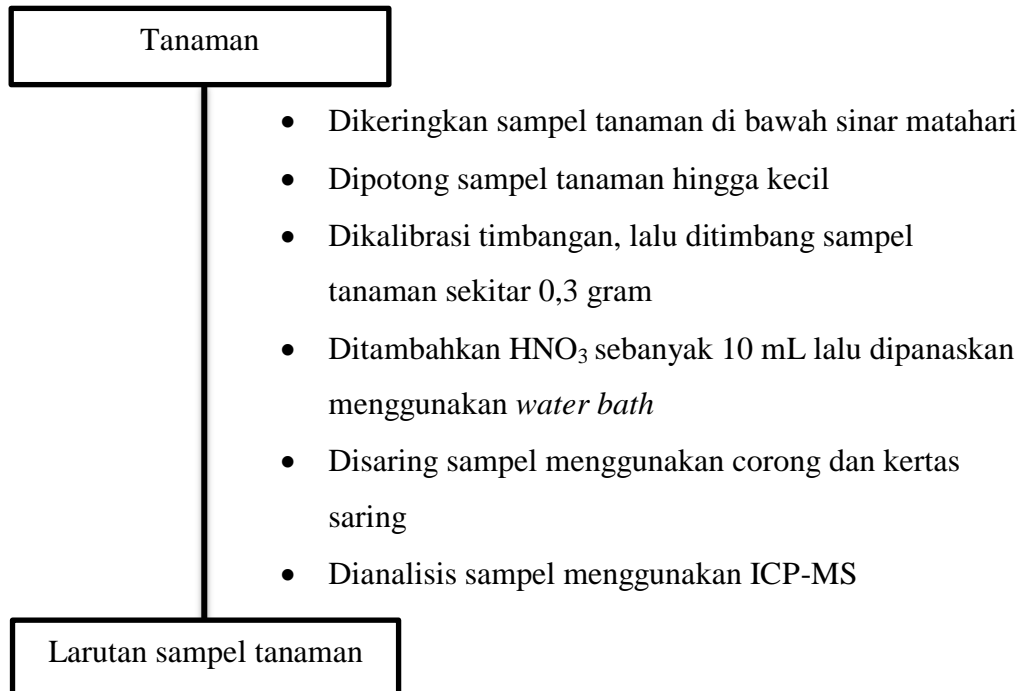 Tanaman
• Dikeringkan sampel tanaman di bawah sinar matahari
• Dipotong sampel tanaman hingga kecil
• Dikalibrasi timbangan, lalu ditimbang sampel
tanaman sekitar 0,3 gram
• Ditambahkan HNO₃ sebanyak 10 mL lalu dipanaskan
menggunakan water bath
• Disaring sampel menggunakan corong dan kertas
saring
• Dianalisis sampel menggunakan ICP-MS
Larutan sampel tanaman